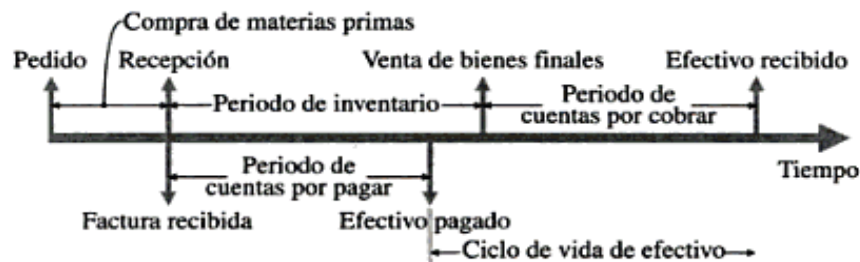 Compra de materias primas
Pedido Recepción Venta de bienes finales Efectivo recibido
Periodo de inventario Periodo de
cuentas por cobrar
Tiempo
Periodo de
cuentas por pagar
Factura recibida Efectivo pagado
Ciclo de vida de efectivo